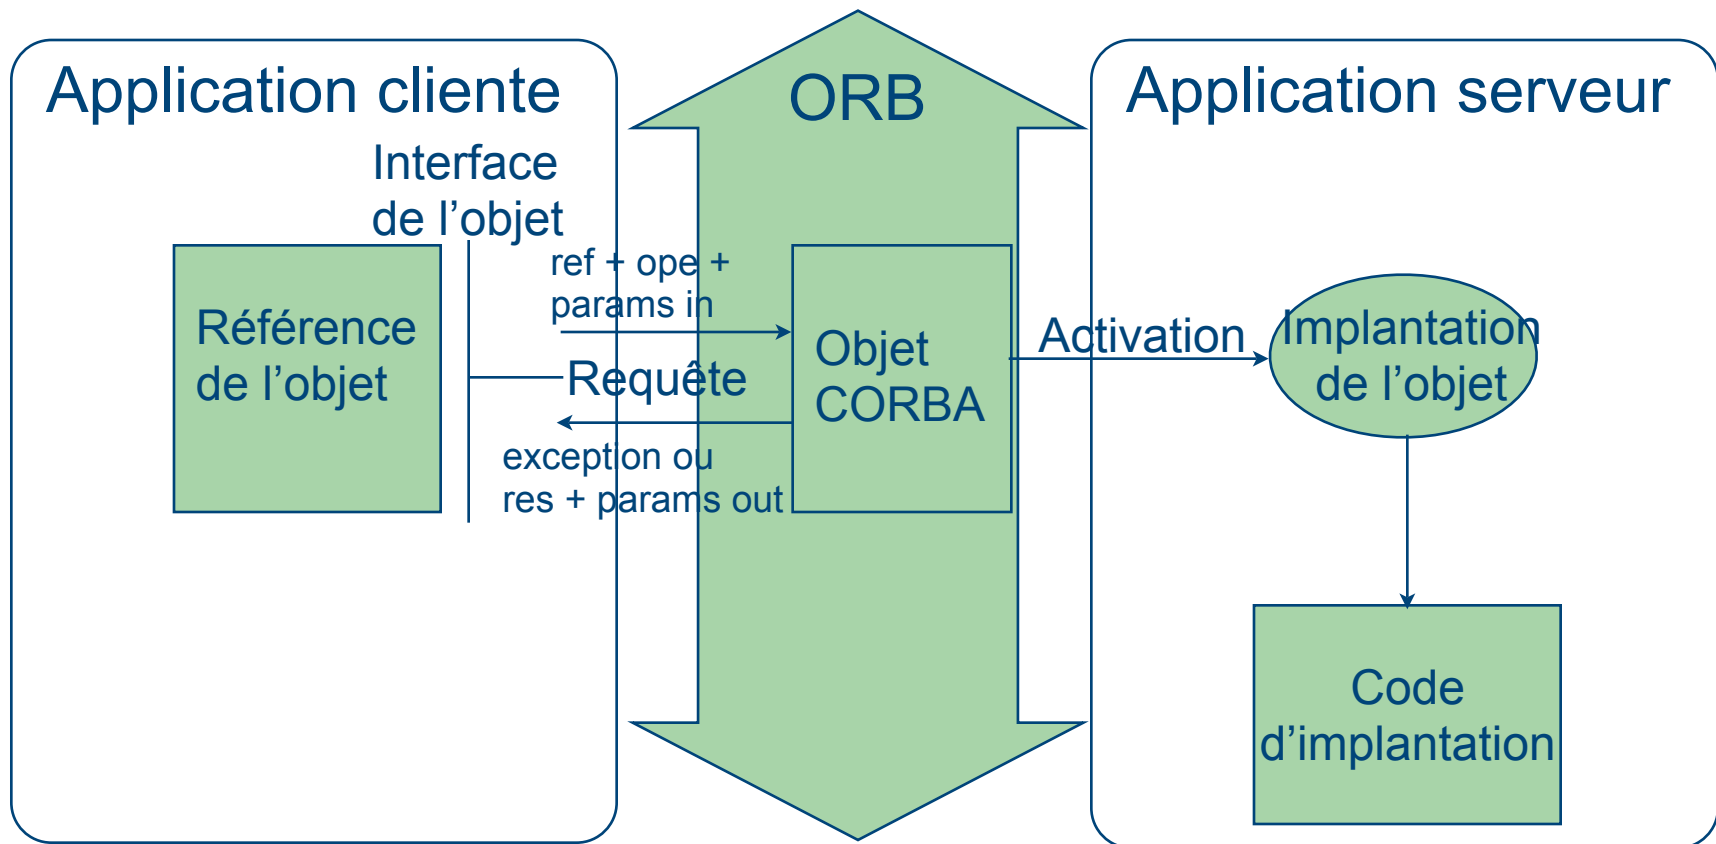 Application cliente
ORB
Application serveur
Interface
de l’objet
ref + ope +
params in
Référence
de l’objet
Requête
Objet
CORBA
Activation
Implantation
de l’objet
exception ou
res + params out
Code
d’implantation